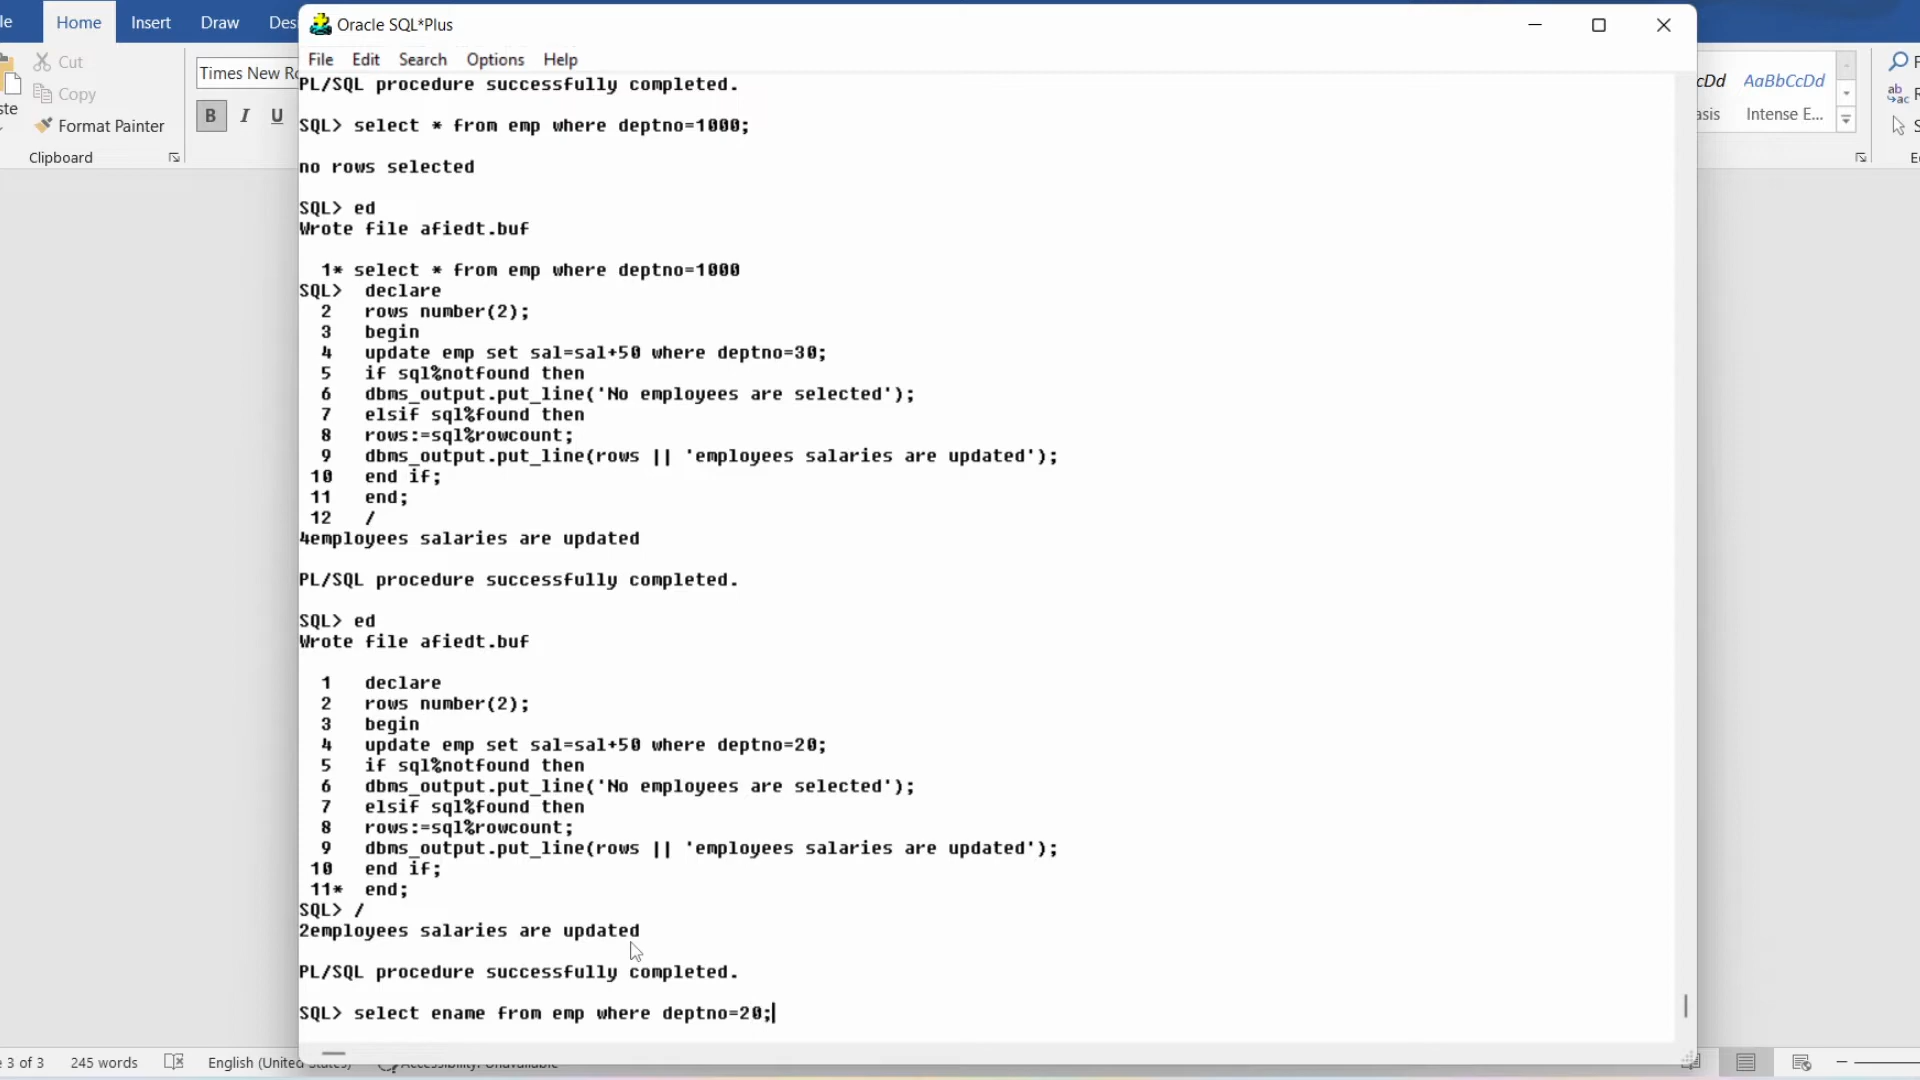 Home Insert Draw
Oracle SQL*Plus
File Edit Search Options Help
Cut
Copy
Format Painter
Clipboard
Times New
B I U
AaBbCcDd
Intense E...
PL/SQL procedure successfully completed.
SQL> select * from emp where deptno=1000;
no rows selected
SQL> ed
Wrote file afiedt.buf
1* select * from emp where deptno=1000
SQL> declare
2 rows number(2);
3 begin
4 update emp set sal=sal+50 where deptno=30;
5 if sql%notfound then
6 dbms_output.put_line('No employees are selected');
7 elsif sql%found then
8 rows:=sql%rowcount;
9 dbms_output.put_line(rows || 'employees salaries are updated');
10 end if;
11 end;
12 /
4employees salaries are updated
PL/SQL procedure successfully completed.
SQL> ed
Wrote file afiedt.buf
1 declare
2 rows number(2);
3 begin
4 update emp set sal=sal+50 where deptno=20;
5 if sql%notfound then
6 dbms_output.put_line('No employees are selected');
7 elsif sql%found then
8 rows:=sql%rowcount;
9 dbms_output.put_line(rows || 'employees salaries are updated');
10 end if;
11* end;
SQL> /
2employees salaries are updated
PL/SQL procedure successfully completed.
SQL> select ename from emp where deptno=20;
3 of 3 245 words English